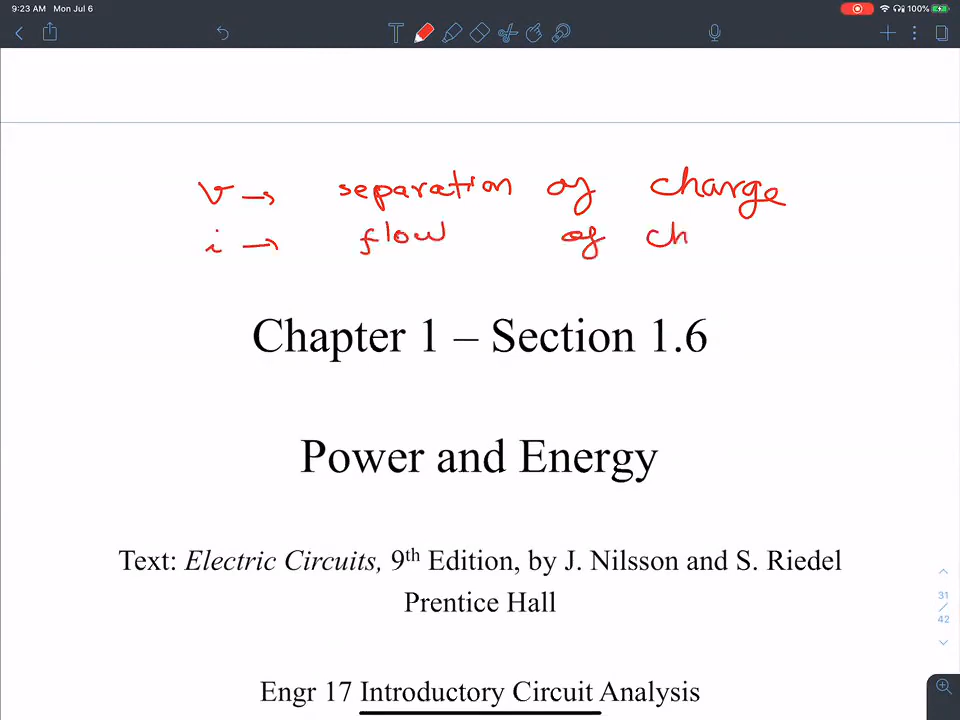 9:23 AM Mon Jul 6 100%
T
v → separation of charge
i → flow of ch
Chapter 1 – Section 1.6
Power and Energy
Text: Electric Circuits, 9th Edition, by J. Nilsson and S. Riedel
Prentice Hall
31
/
42
Engr 17 Introductory Circuit Analysis